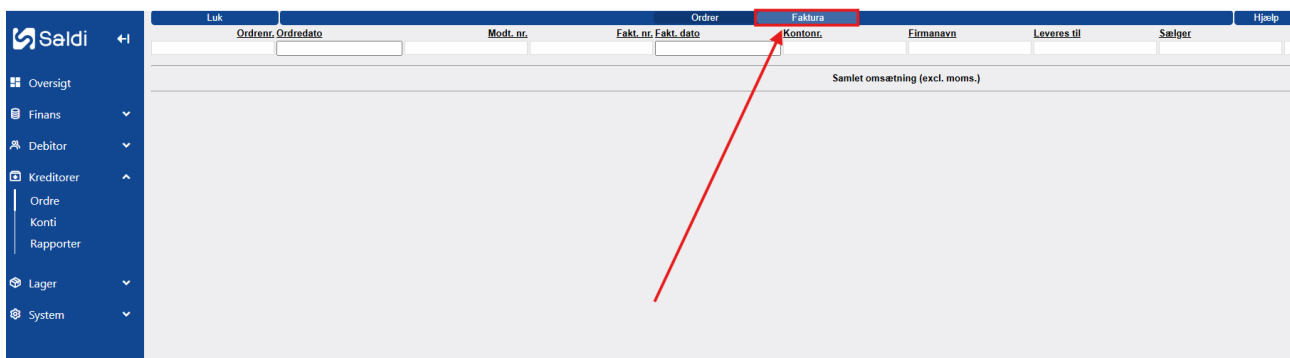 Luk Ordrer Faktura Hjælp
Saldi
Ordrenr. Ordredato Modt. nr. Fakt. nr. Fakt. dato Kontonr. Firmanavn Leveres til Sælger
Samlet omsætning (excl. moms.)
Oversigt
Finans
Debitor
Kreditorer
Ordre
Konti
Rapporter
Lager
System